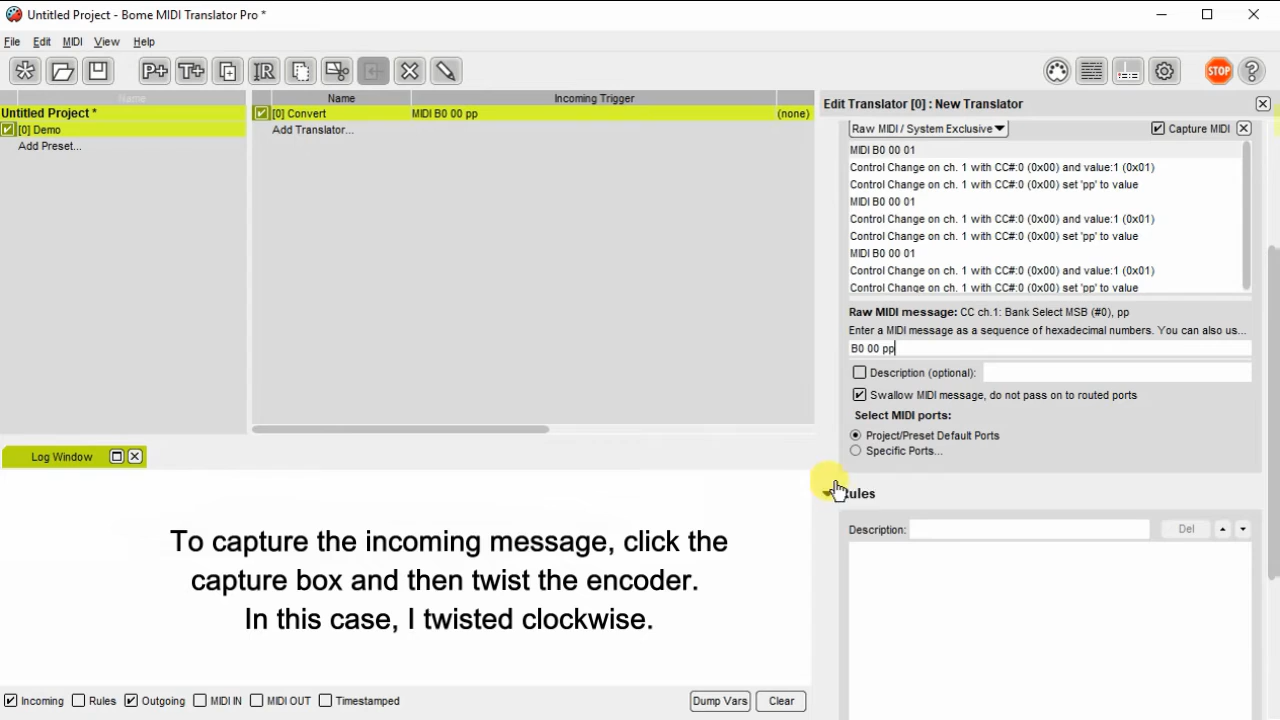 Untitled Project - Bome MIDI Translator Pro *
File Edit MIDI View Help
P+ T+ R STOP ?
Name
Untitled Project *
[0] Demo
Add Preset...
Name Incoming Trigger
[0] Convert MIDI B0 00 pp (none)
Add Translator...
Edit Translator [0] : New Translator
Raw MIDI / System Exclusive Capture MIDI
MIDI B0 00 01
Control Change on ch. 1 with CC#:0 (0x00) and value:1 (0x01)
Control Change on ch. 1 with CC#:0 (0x00) set 'pp' to value
MIDI B0 00 01
Control Change on ch. 1 with CC#:0 (0x00) and value:1 (0x01)
Control Change on ch. 1 with CC#:0 (0x00) set 'pp' to value
MIDI B0 00 01
Control Change on ch. 1 with CC#:0 (0x00) and value:1 (0x01)
Control Change on ch. 1 with CC#:0 (0x00) set 'pp' to value
Raw MIDI message: CC ch.1: Bank Select MSB (#0), pp
Enter a MIDI message as a sequence of hexadecimal numbers. You can also us...
B0 00 pp
Description (optional):
Swallow MIDI message, do not pass on to routed ports
Select MIDI ports:
Project/Preset Default Ports
Specific Ports...
Rules
Description: Del
Log Window
To capture the incoming message, click the
capture box and then twist the encoder.
In this case, I twisted clockwise.
Incoming Rules Outgoing MIDI IN MIDI OUT Timestamped Dump Vars Clear